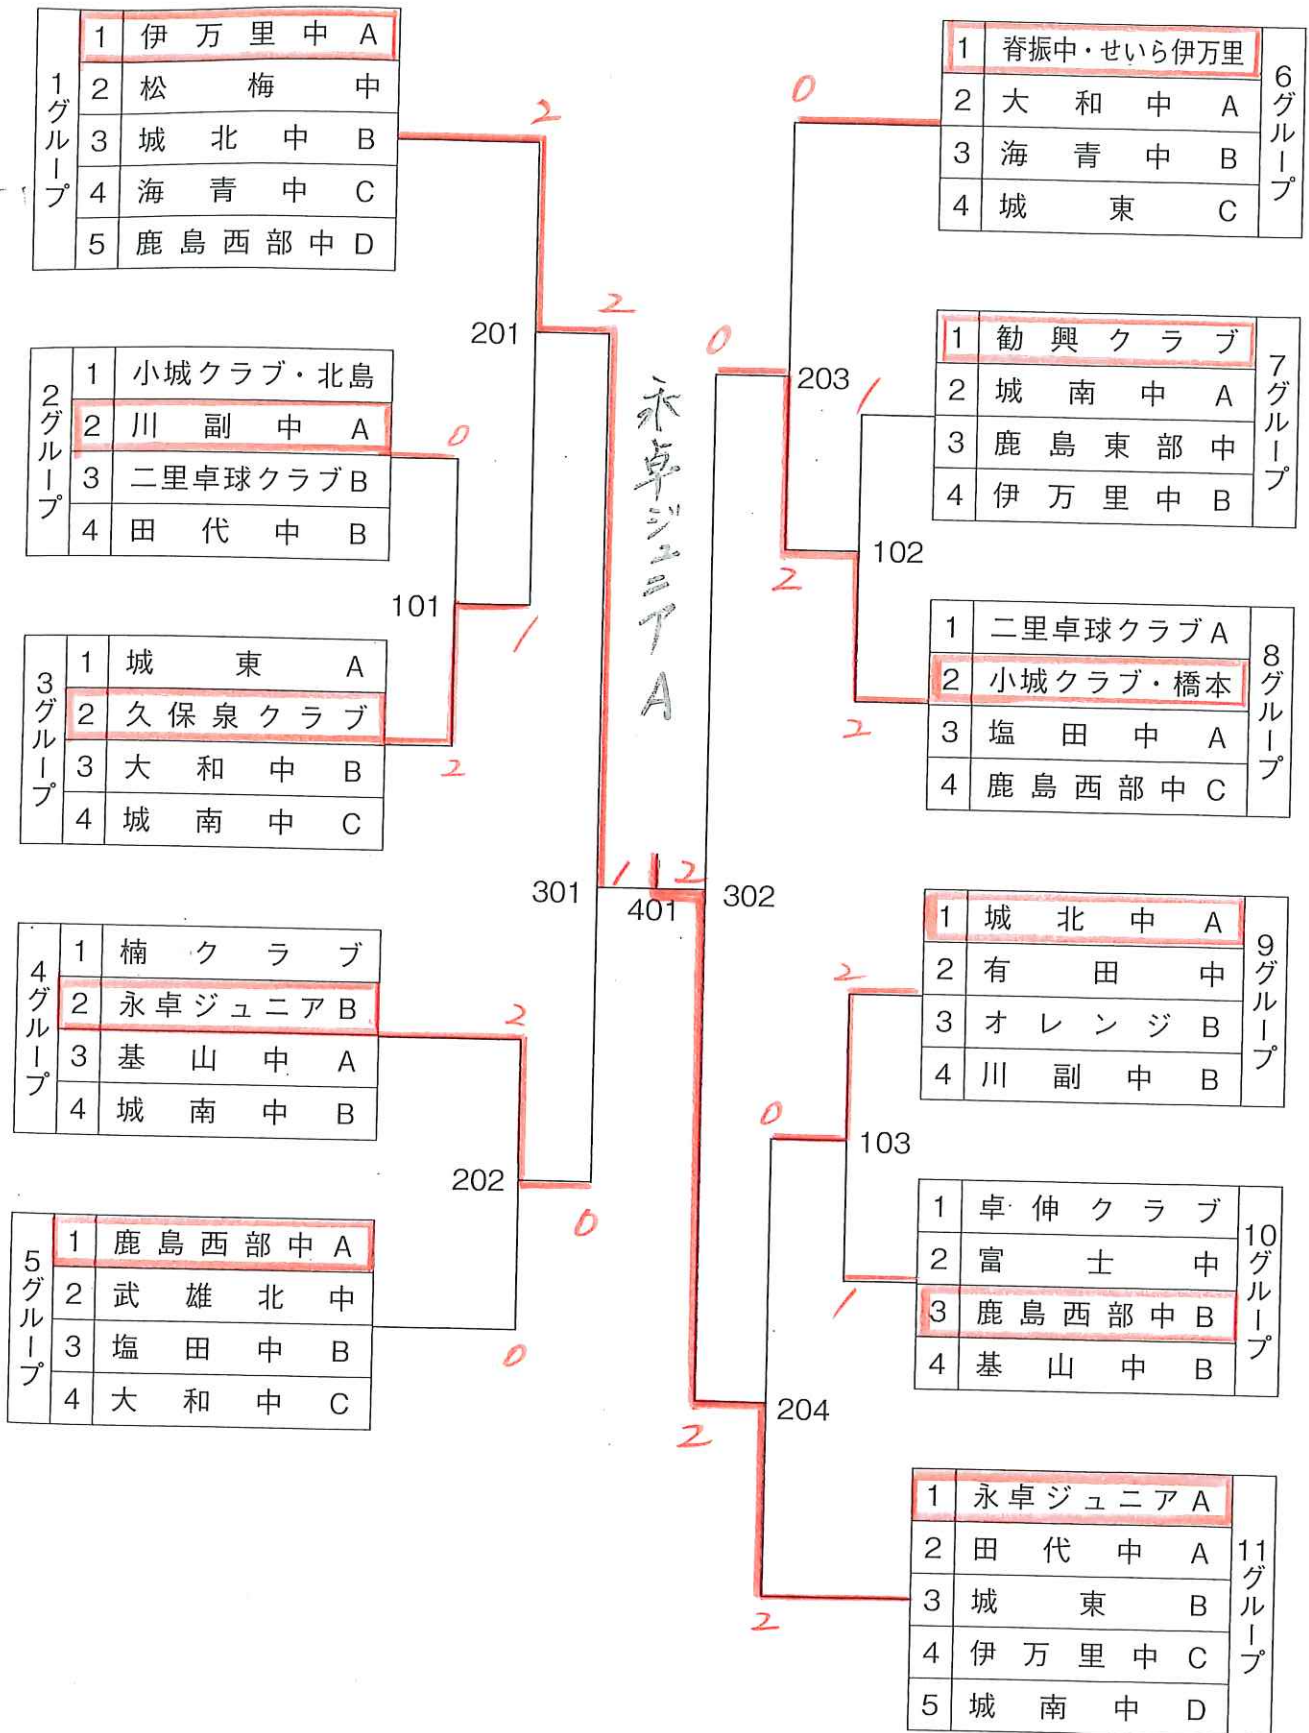 1グループ
1 伊万里中A
2 松梅中
3 城北中B
4 海青中C
5 鹿島西部中D
2グループ
1 小城クラブ・北島
2 川副中A
3 二里卓球クラブB
4 田代中B
3グループ
1 城東A
2 久保泉クラブ
3 大和中B
4 城南中C
4グループ
1 楠クラブ
2 永卓ジュニアB
3 基山中A
4 城南中B
5グループ
1 鹿島西部中A
2 武雄北中
3 塩田中B
4 大和中C
2
201
2
0
101
1
2
301
1
2
202
0
0
永卓ジュニアA
401
2
302
0
0
203
1
2
102
2
2
0
103
1
2
204
2
6グループ
1 脊振中・せいら伊万里
2 大和中A
3 海青中B
4 城東C
7グループ
1 勧興クラブ
2 城南中A
3 鹿島東部中
4 伊万里中B
8グループ
1 二里卓球クラブA
2 小城クラブ・橋本
3 塩田中A
4 鹿島西部中C
9グループ
1 城北中A
2 有田中
3 オレンジB
4 川副中B
10グループ
1 卓伸クラブ
2 富士中
3 鹿島西部中B
4 基山中B
11グループ
1 永卓ジュニアA
2 田代中A
3 城東B
4 伊万里中C
5 城南中D